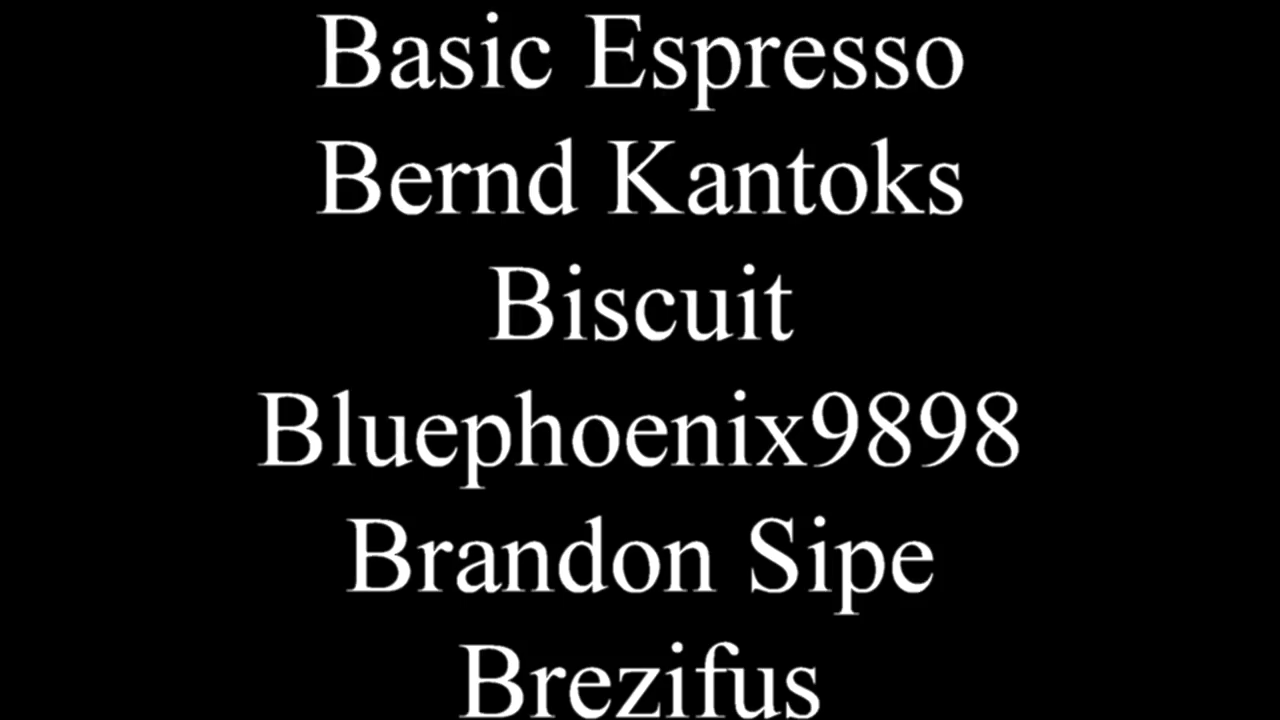 Basic Espresso
Bernd Kantoks
Biscuit
Bluephoenix9898
Brandon Sipe
Brezifus